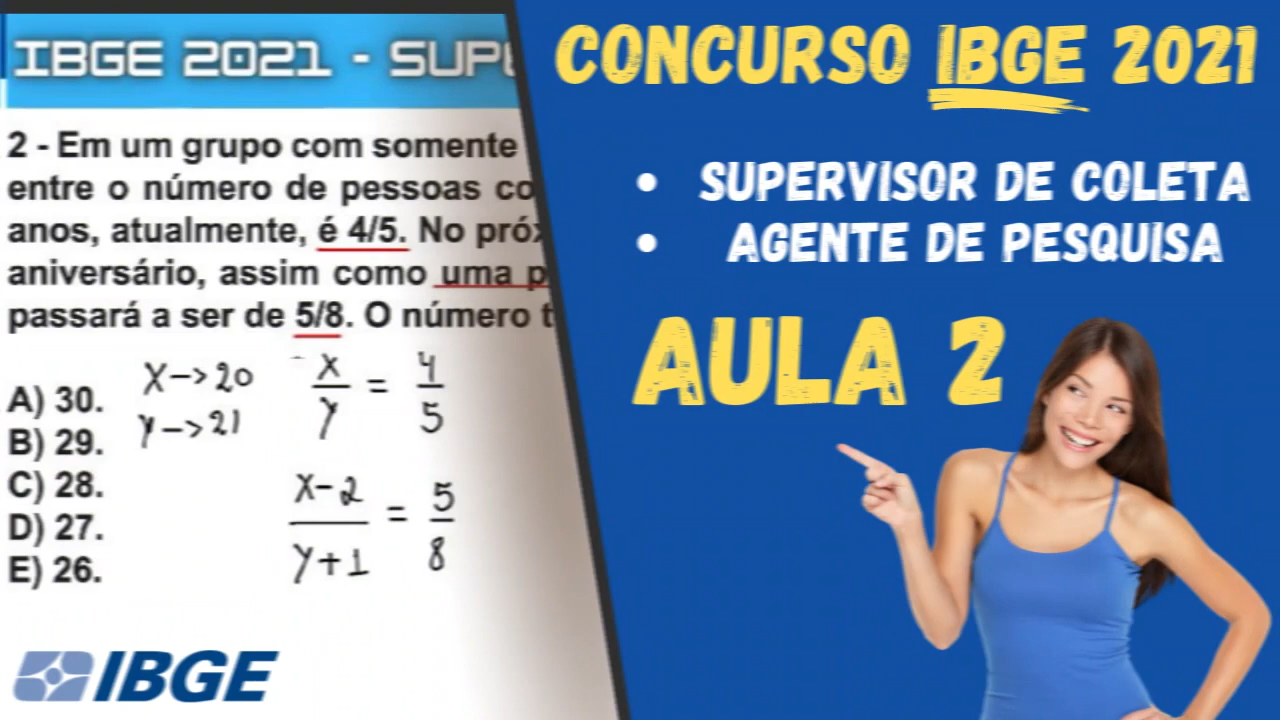 IBGE 2021 - SUPE
2 - Em um grupo com somente
entre o número de pessoas co
anos, atualmente, é 4/5. No próx
aniversário, assim como uma p
passará a ser de 5/8. O número t
A) 30.
B) 29.
C) 28.
D) 27.
E) 26.
X->20
y->21
x/y = 4/5
x-2/y+1 = 5/8
IBGE
CONCURSO IBGE 2021
• SUPERVISOR DE COLETA
• AGENTE DE PESQUISA
AULA 2